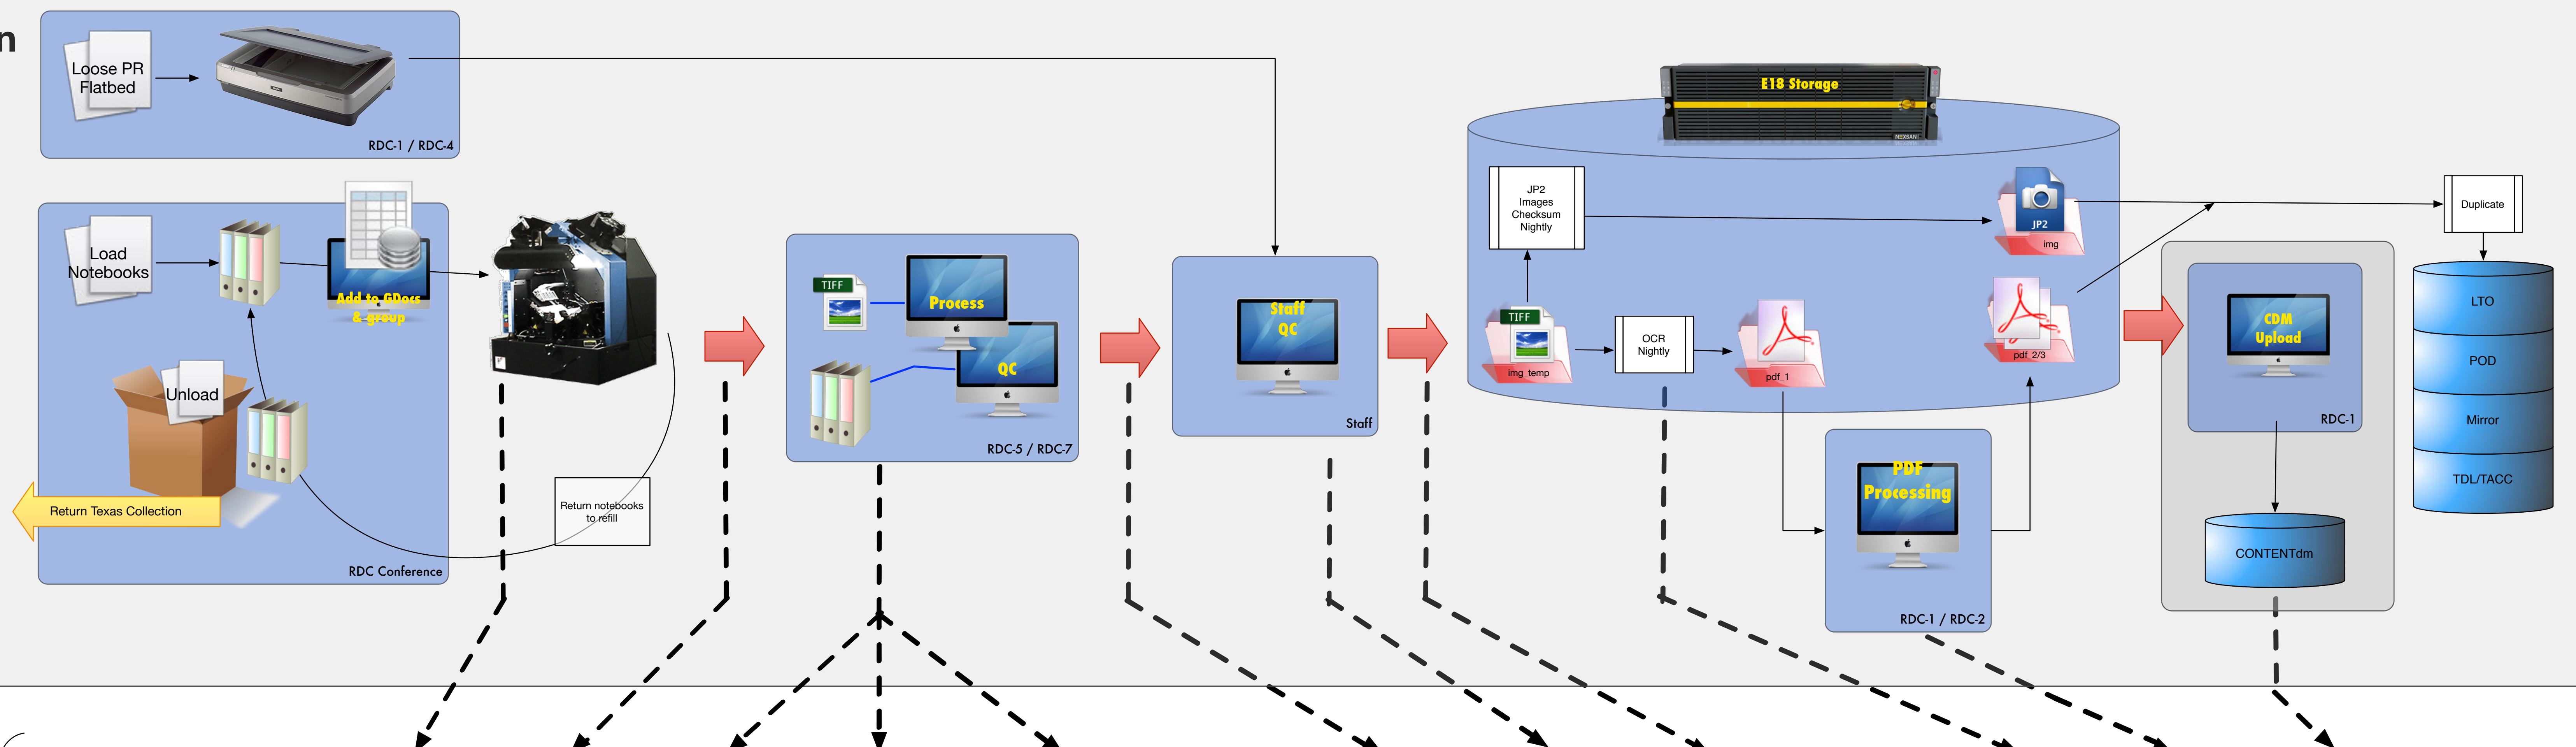 n
Loose PR
Flatbed
RDC-1 / RDC-4
Load
Notebooks
Add to GDocs
& group
Unload
Return Texas Collection
RDC Conference
Return notebooks
to refill
TIFF
Process
QC
RDC-5 / RDC-7
Staff
QC
Staff
E18 Storage
NEXSAN
JP2
Images
Checksum
Nightly
TIFF
img_temp
OCR
Nightly
pdf_1
JP2
img
pdf_2/3
PDF
Processing
RDC-1 / RDC-2
CDM
Upload
RDC-1
CONTENTdm
Duplicate
LTO
POD
Mirror
TDL/TACC